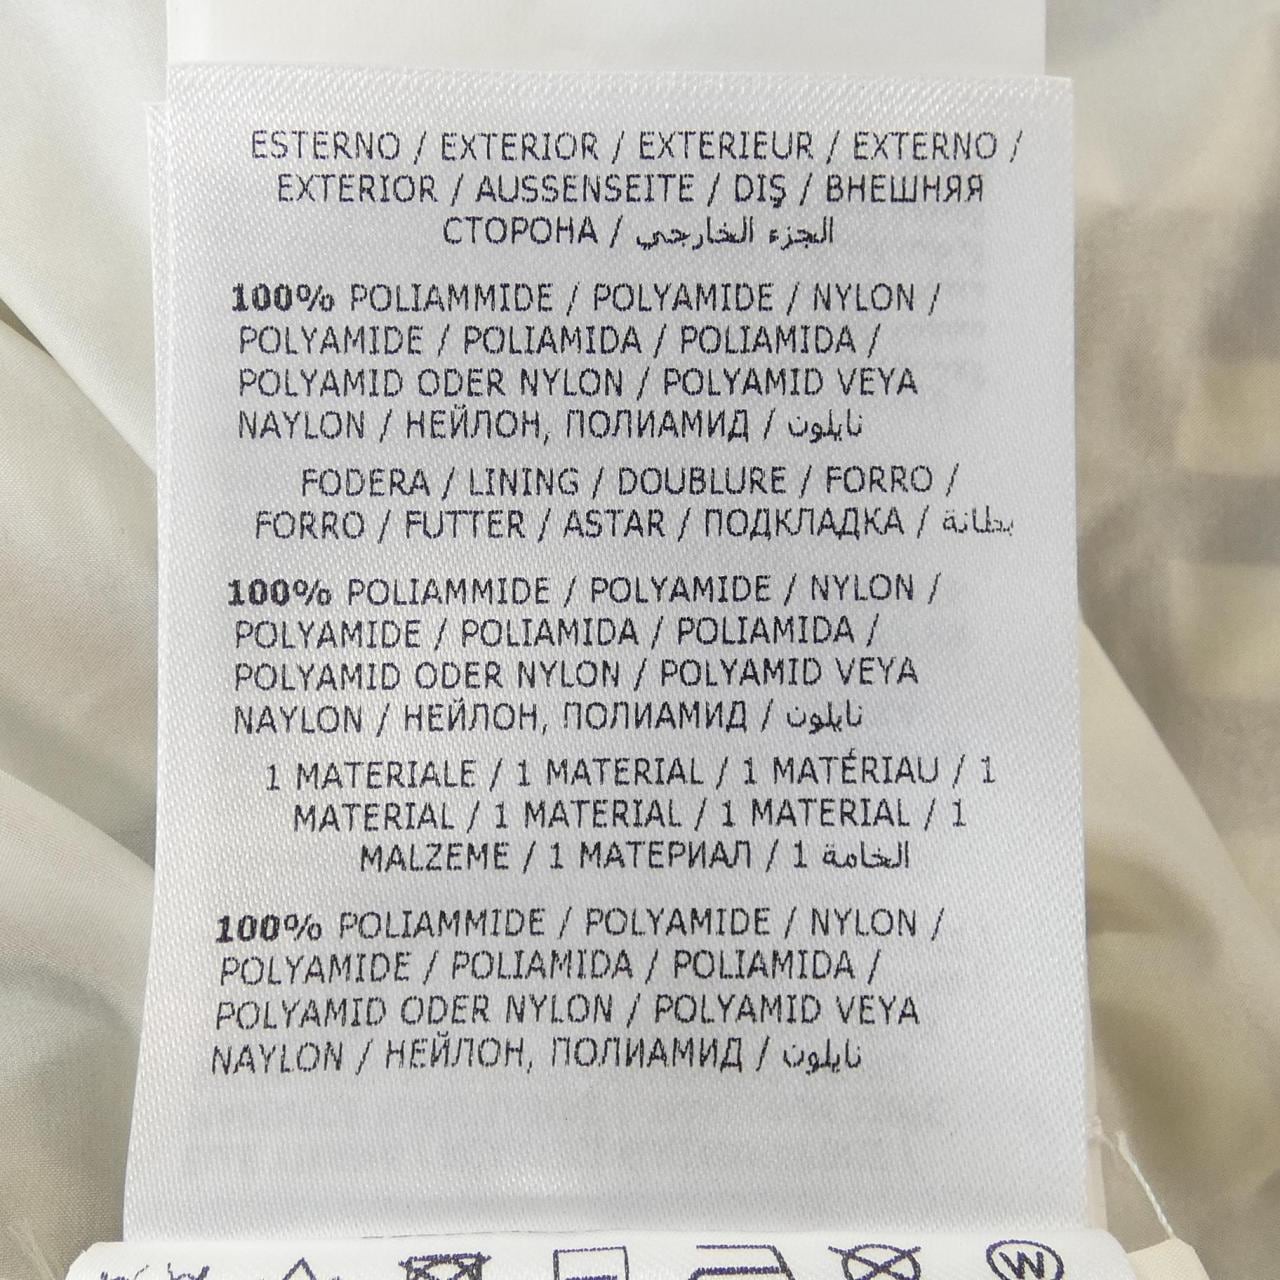 ESTERNO / EXTERIOR / EXTERIEUR / EXTERNO /
EXTERIOR / AUSSENSEITE / DIŞ / ВНЕШНЯЯ
СТОРОНА / الجزء الخارجي
100% POLIAMMIDE / POLYAMIDE / NYLON /
POLYAMIDE / POLIAMIDA / POLIAMIDA /
POLYAMID ODER NYLON / POLYAMID VEYA
NAYLON / НЕЙЛОН, ПОЛИАМИД / نايلون
FODERA / LINING / DOUBLURE / FORRO /
FORRO / FUTTER / ASTAR / ПОДКЛАДКА / بطانة
100% POLIAMMIDE / POLYAMIDE / NYLON /
POLYAMIDE / POLIAMIDA / POLIAMIDA /
POLYAMID ODER NYLON / POLYAMID VEYA
NAYLON / НЕЙЛОН, ПОЛИАМИД / نايلون
1 MATERIALE / 1 MATERIAL / 1 MATÉRIAU / 1
MATERIAL / 1 MATERIAL / 1 MATERIAL / 1
MALZEME / 1 МАТЕРИАЛ / 1 الخامة
100% POLIAMMIDE / POLYAMIDE / NYLON /
POLYAMIDE / POLIAMIDA / POLIAMIDA /
POLYAMID ODER NYLON / POLYAMID VEYA
NAYLON / НЕЙЛОН, ПОЛИАМИД / نايلون
W